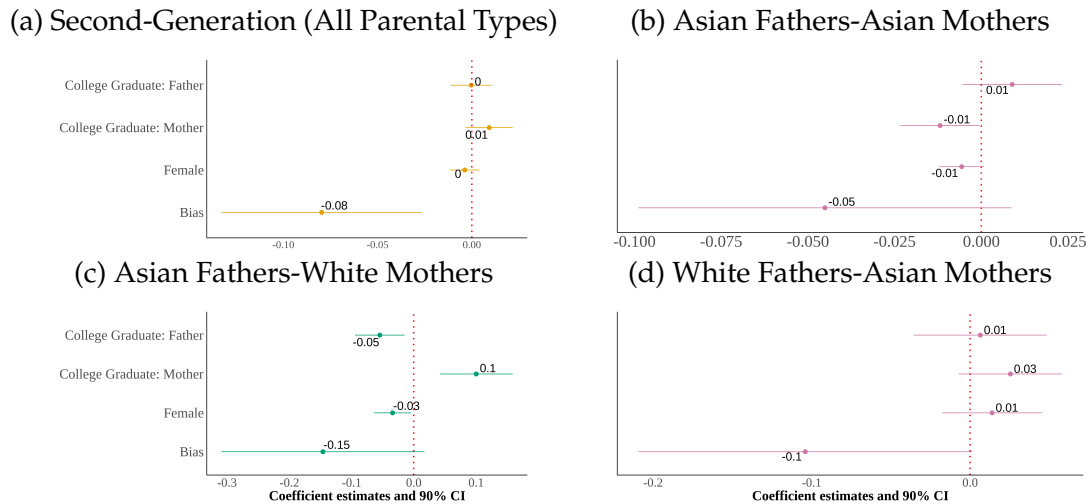 (a) Second-Generation (All Parental Types)
College Graduate: Father
College Graduate: Mother
Female
Bias
0
0.01
0
-0.08
-0.10
-0.05
0.00
(b) Asian Fathers-Asian Mothers
0.01
-0.01
-0.01
-0.05
-0.100
-0.075
-0.050
-0.025
0.000
0.025
(c) Asian Fathers-White Mothers
College Graduate: Father
College Graduate: Mother
Female
Bias
-0.05
0.1
-0.03
-0.15
-0.3
-0.2
-0.1
0.0
0.1
Coefficient estimates and 90% CI
(d) White Fathers-Asian Mothers
0.01
0.03
0.01
-0.1
-0.2
-0.1
0.0
Coefficient estimates and 90% CI